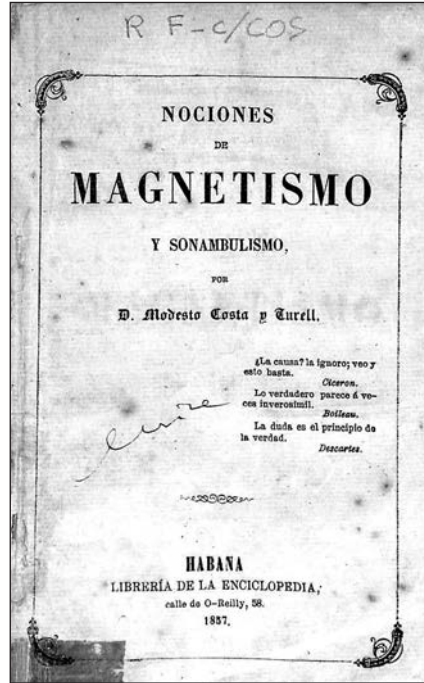 R F-C/COS
NOCIONES
DE
MAGNETISMO
Y SONAMBULISMO,
POR
D. Modesto Costa y Turell.
¿La causa? la ignoro; veo y
esto basta.
Ciceron.
Lo verdadero parece á ve-
ces inverosimil.
Boileau.
La duda es el principio de
la verdad.
Descartes.
HABANA
LIBRERÍA DE LA ENCICLOPEDIA,
calle de O-Reilly, 58.
1857.